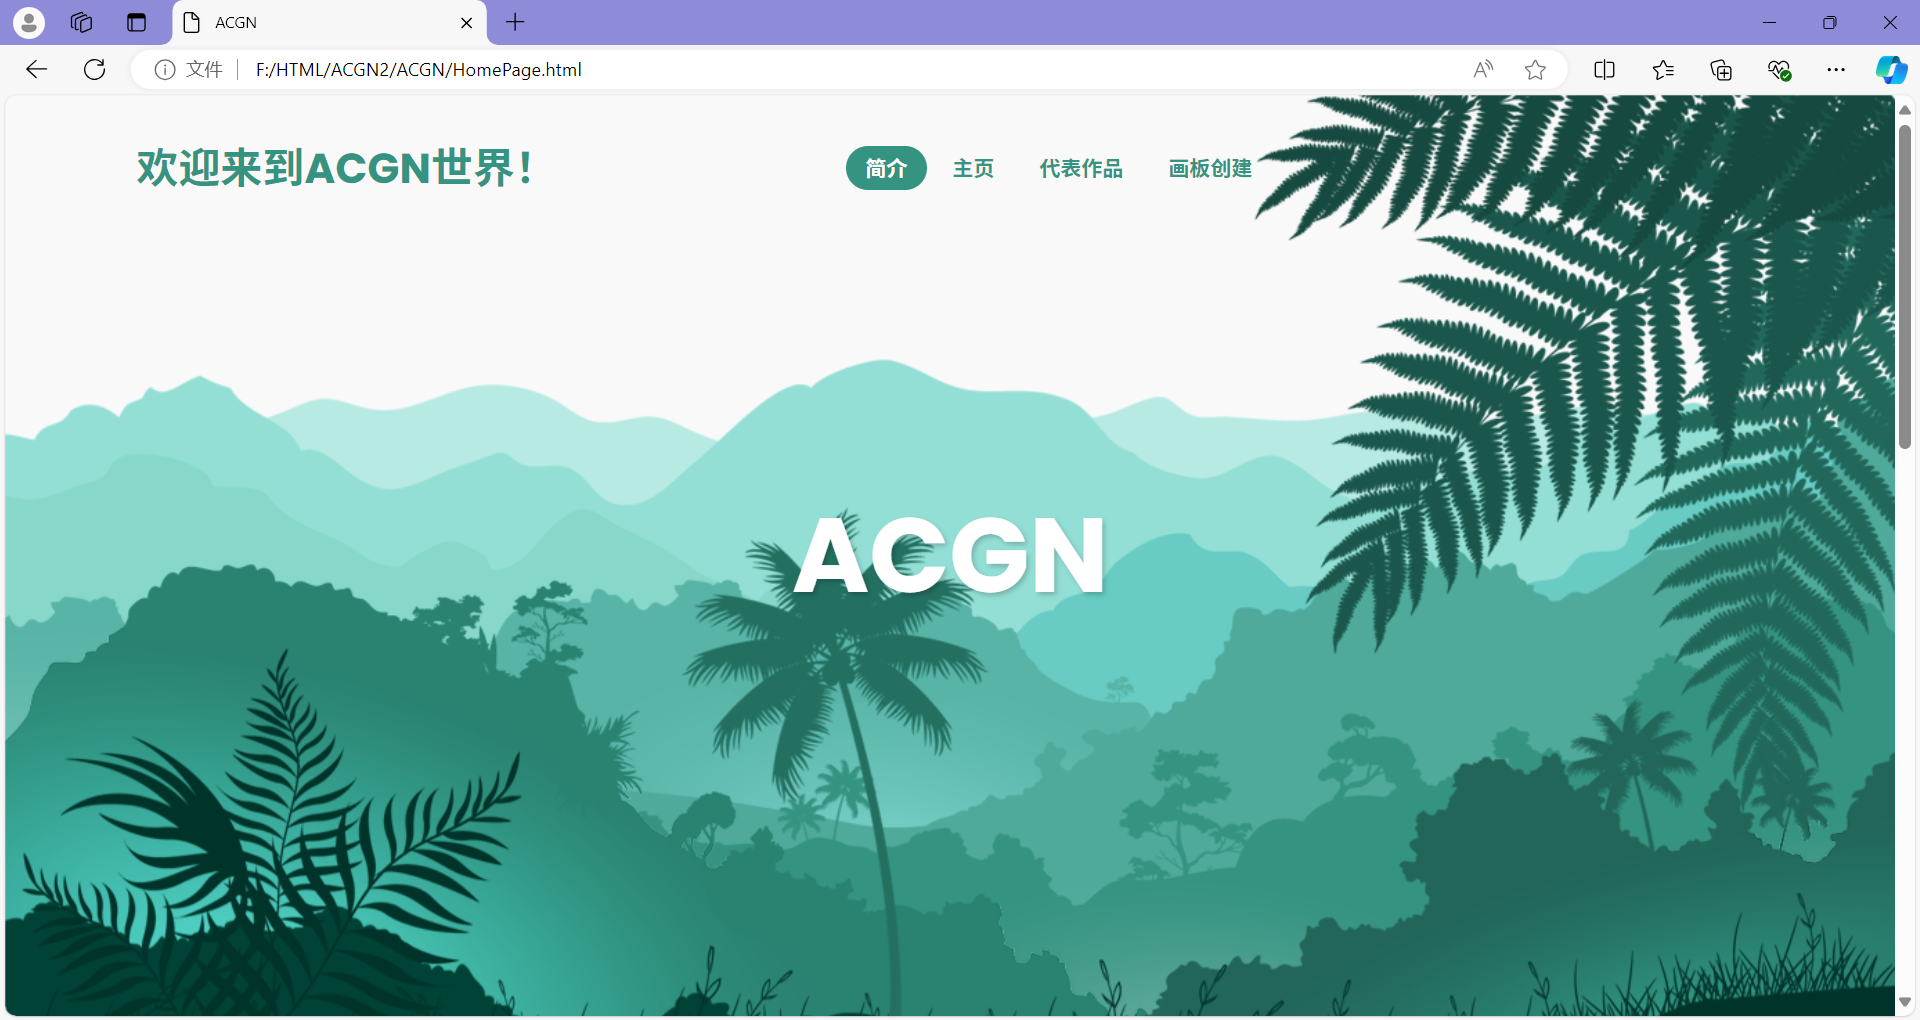 ACGN
文件
F:/HTML/ACGN2/ACGN/HomePage.html
欢迎来到ACGN世界!
简介 主页 代表作品 画板创建
ACGN